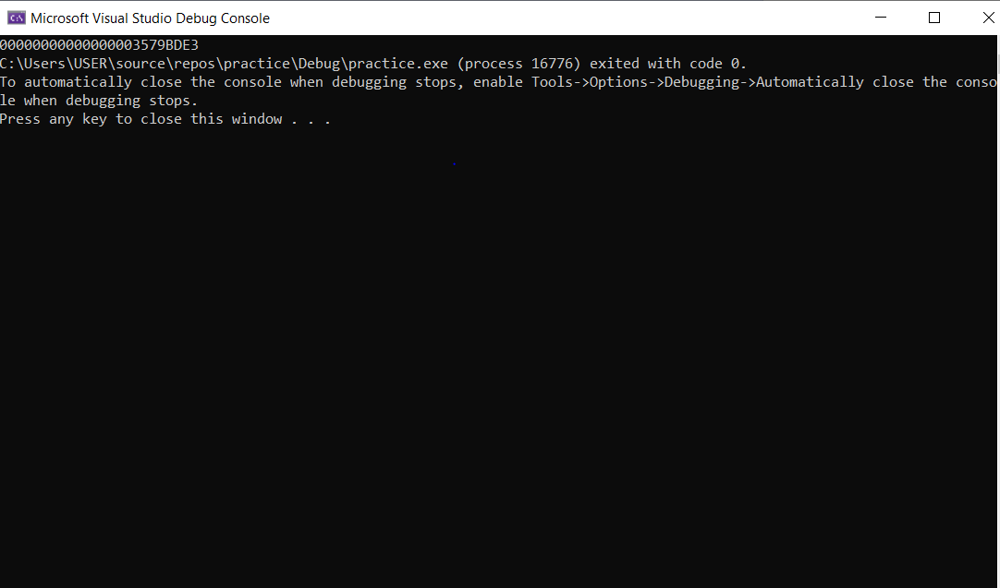 Microsoft Visual Studio Debug Console
00000000000000003579BDE3
C:\Users\USER\source\repos\practice\Debug\practice.exe (process 16776) exited with code 0.
To automatically close the console when debugging stops, enable Tools->Options->Debugging->Automatically close the conso
le when debugging stops.
Press any key to close this window . . .